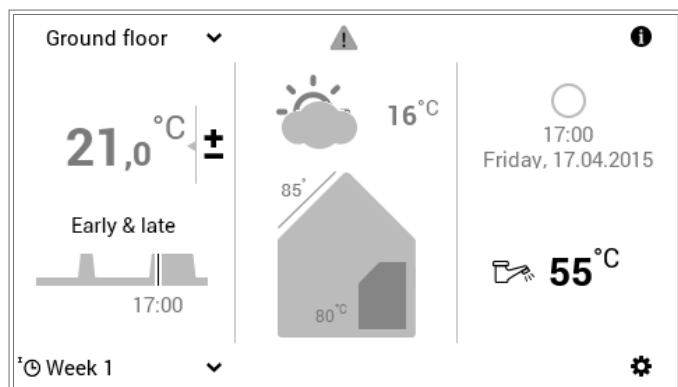 Ground floor
21,0 °C ±
Early & late
17:00
Week 1
16°C
85°
80°C
17:00
Friday, 17.04.2015
55°C